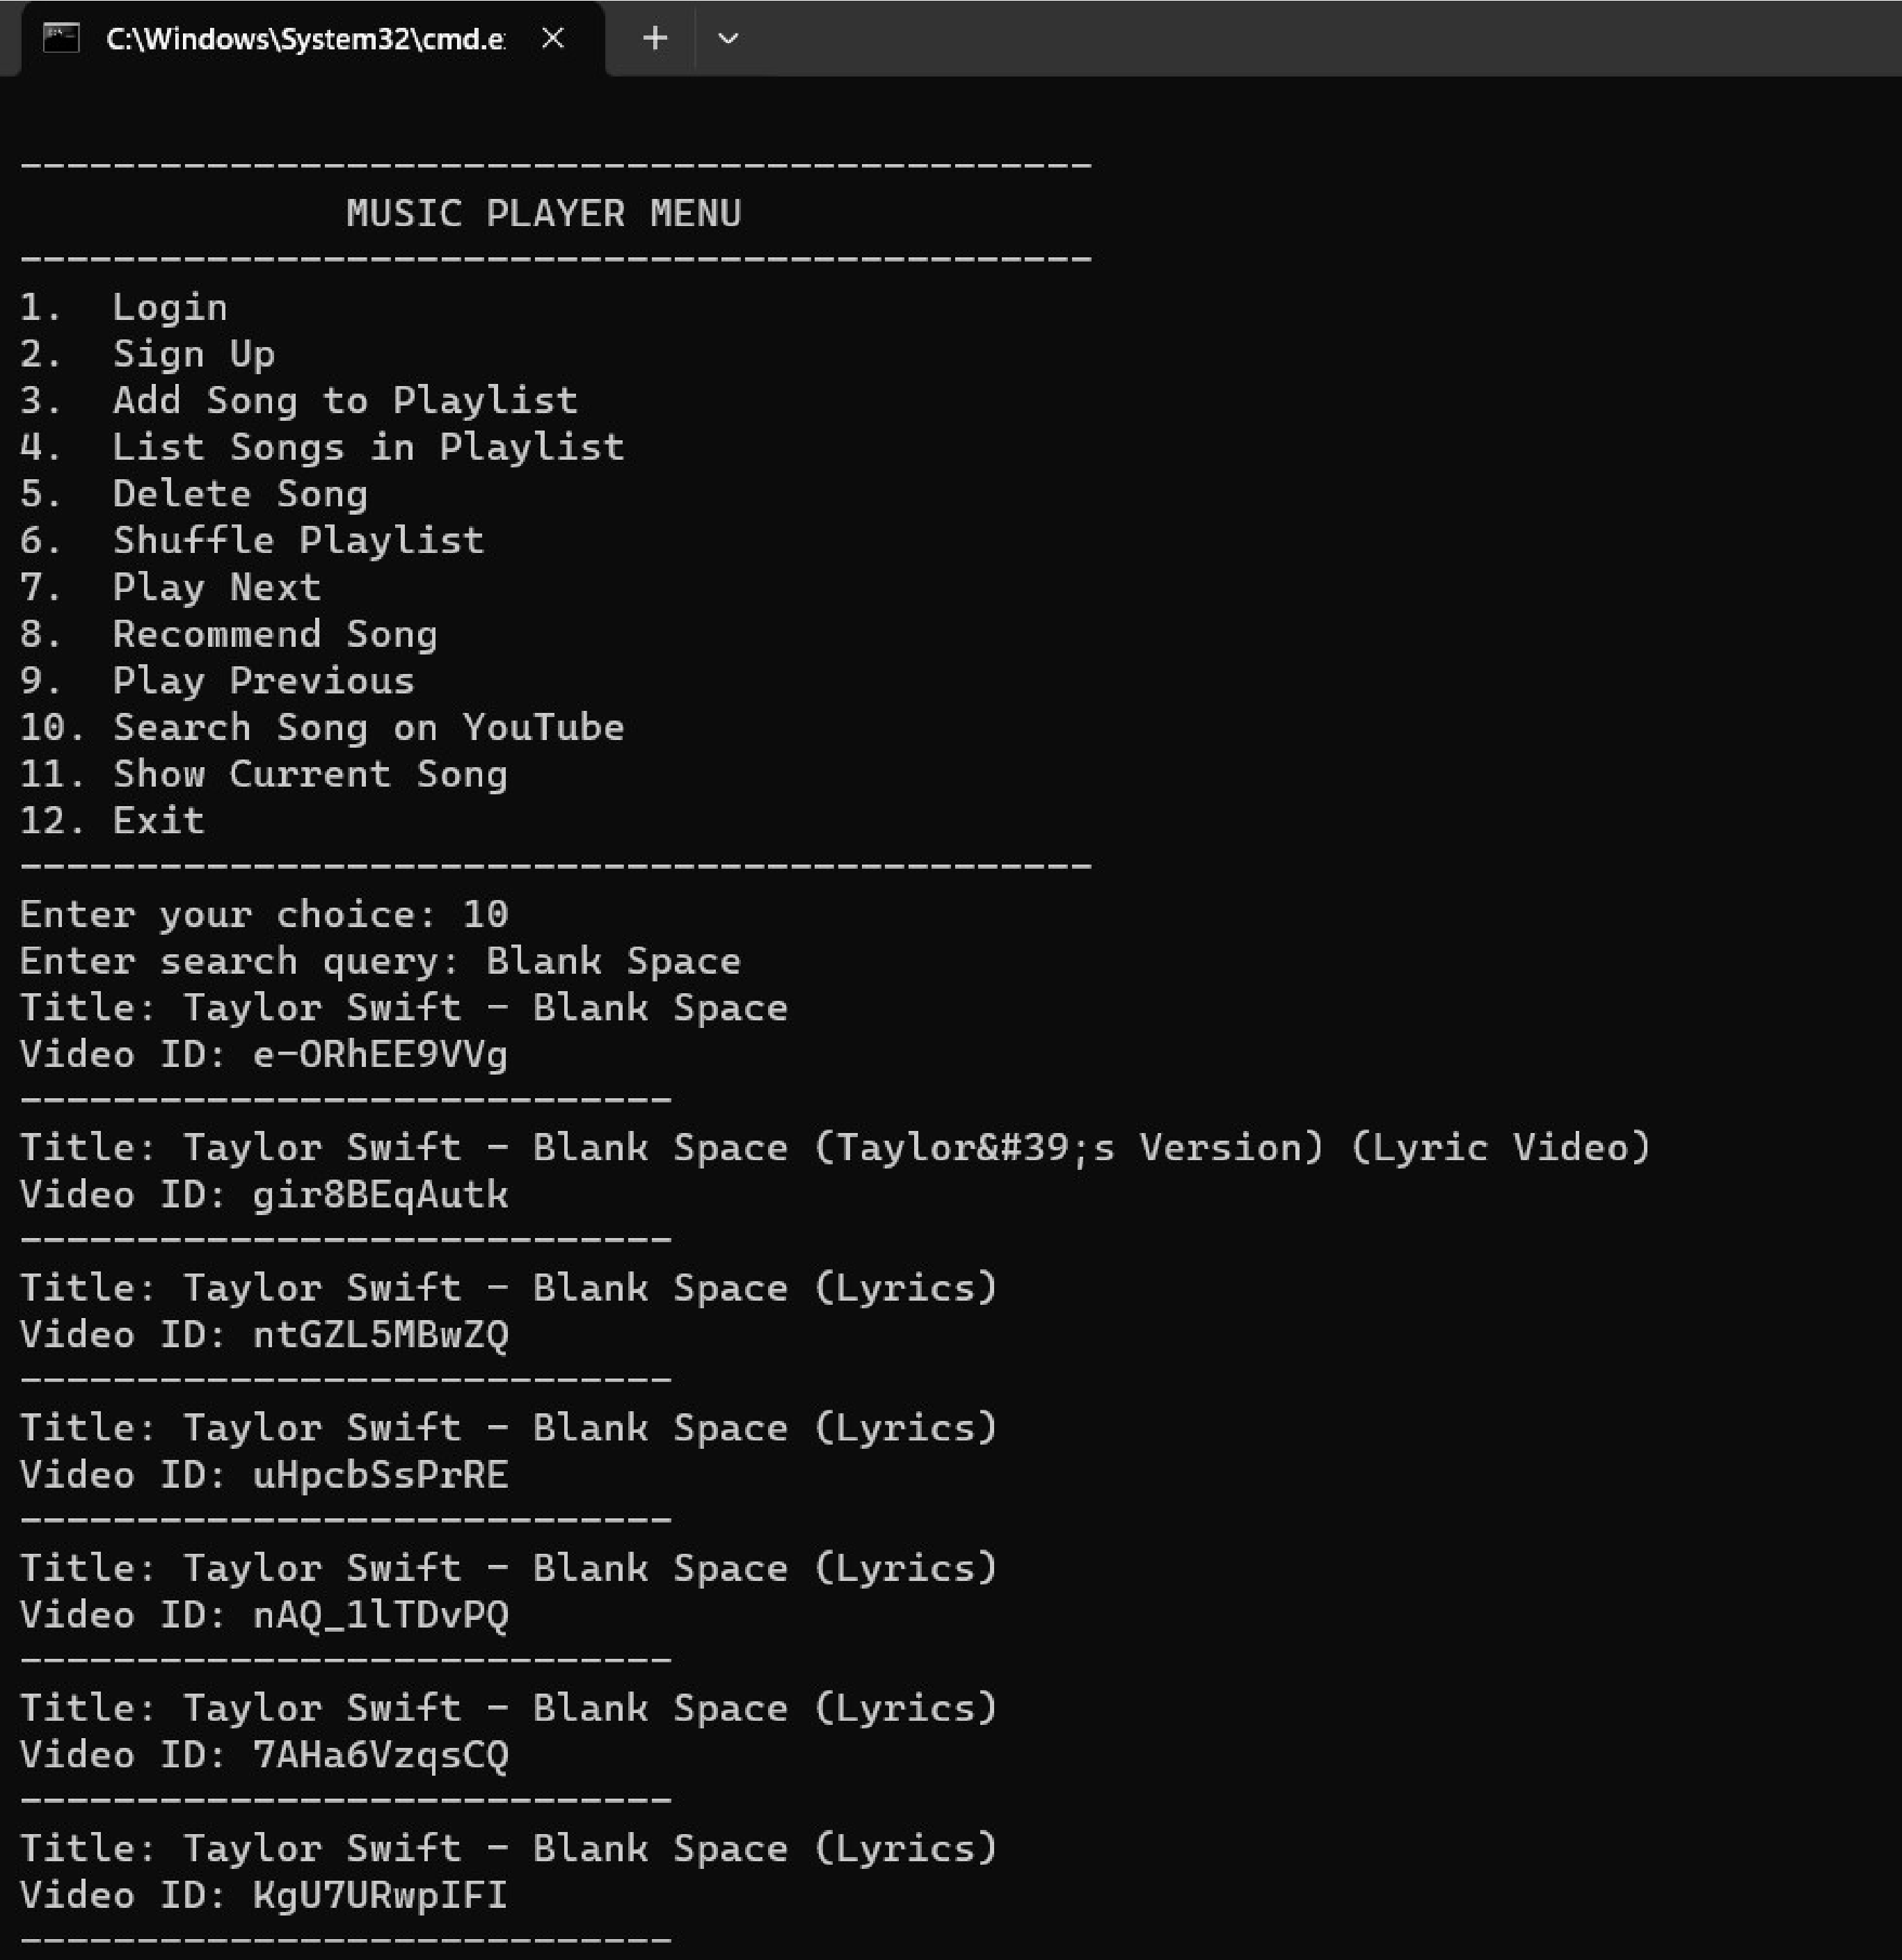 C:\Windows\System32\cmd.e
----------------------------------------------
MUSIC PLAYER MENU
----------------------------------------------
1.  Login
2.  Sign Up
3.  Add Song to Playlist
4.  List Songs in Playlist
5.  Delete Song
6.  Shuffle Playlist
7.  Play Next
8.  Recommend Song
9.  Play Previous
10. Search Song on YouTube
11. Show Current Song
12. Exit
----------------------------------------------
Enter your choice: 10
Enter search query: Blank Space
Title: Taylor Swift - Blank Space
Video ID: e-ORhEE9VVg
----------------------------
Title: Taylor Swift - Blank Space (Taylor&#39;s Version) (Lyric Video)
Video ID: gir8BEqAutk
----------------------------
Title: Taylor Swift - Blank Space (Lyrics)
Video ID: ntGZL5MBwZQ
----------------------------
Title: Taylor Swift - Blank Space (Lyrics)
Video ID: uHpcbSsPrRE
----------------------------
Title: Taylor Swift - Blank Space (Lyrics)
Video ID: nAQ_1lTDvPQ
----------------------------
Title: Taylor Swift - Blank Space (Lyrics)
Video ID: 7AHa6VzqsCQ
----------------------------
Title: Taylor Swift - Blank Space (Lyrics)
Video ID: KgU7URwpIFI
----------------------------